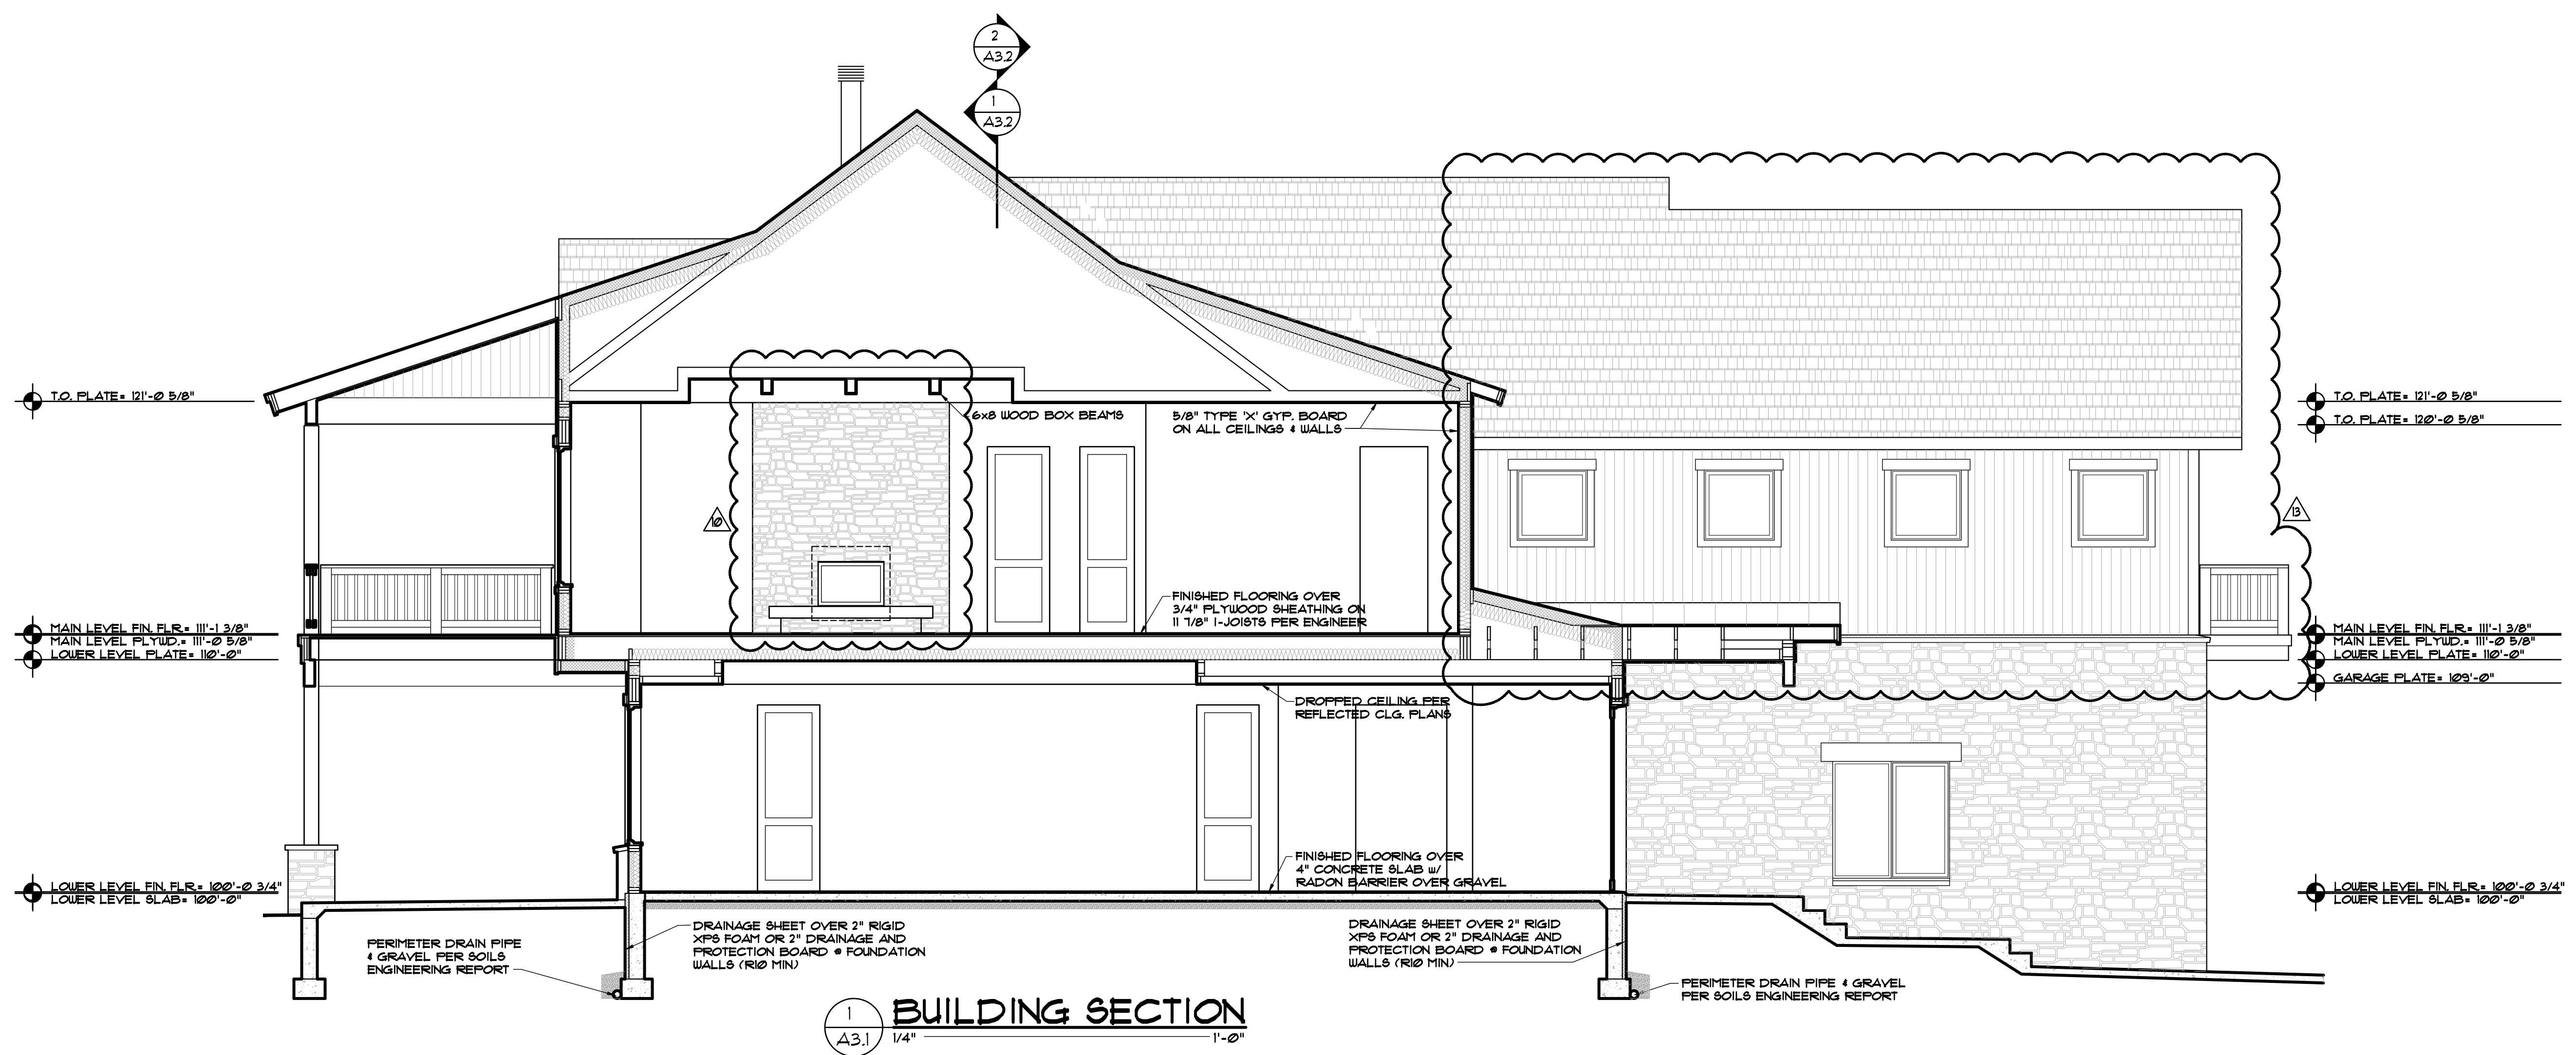 2
A3.2
1
A3.2
T.O. PLATE= 121'-0 5/8"
T.O. PLATE= 121'-0 5/8"
T.O. PLATE= 120'-0 5/8"
6x8 WOOD BOX BEAMS
5/8" TYPE 'X' GYP. BOARD
ON ALL CEILINGS & WALLS
10
13
FINISHED FLOORING OVER
3/4" PLYWOOD SHEATHING ON
11 7/8" I-JOISTS PER ENGINEER
MAIN LEVEL FIN. FLR.= 111'-1 3/8"
MAIN LEVEL PLYWD.= 111'-0 5/8"
LOWER LEVEL PLATE= 110'-0"
MAIN LEVEL FIN. FLR.= 111'-1 3/8"
MAIN LEVEL PLYWD.= 111'-0 5/8"
LOWER LEVEL PLATE= 110'-0"
GARAGE PLATE= 109'-0"
DROPPED CEILING PER
REFLECTED CLG. PLANS
FINISHED FLOORING OVER
4" CONCRETE SLAB w/
RADON BARRIER OVER GRAVEL
LOWER LEVEL FIN. FLR.= 100'-0 3/4"
LOWER LEVEL SLAB= 100'-0"
LOWER LEVEL FIN. FLR.= 100'-0 3/4"
LOWER LEVEL SLAB= 100'-0"
PERIMETER DRAIN PIPE
& GRAVEL PER SOILS
ENGINEERING REPORT
DRAINAGE SHEET OVER 2" RIGID
XPS FOAM OR 2" DRAINAGE AND
PROTECTION BOARD @ FOUNDATION
WALLS (R10 MIN)
DRAINAGE SHEET OVER 2" RIGID
XPS FOAM OR 2" DRAINAGE AND
PROTECTION BOARD @ FOUNDATION
WALLS (R10 MIN)
PERIMETER DRAIN PIPE & GRAVEL
PER SOILS ENGINEERING REPORT
1
A3.1
BUILDING SECTION
1/4" 1'-0"